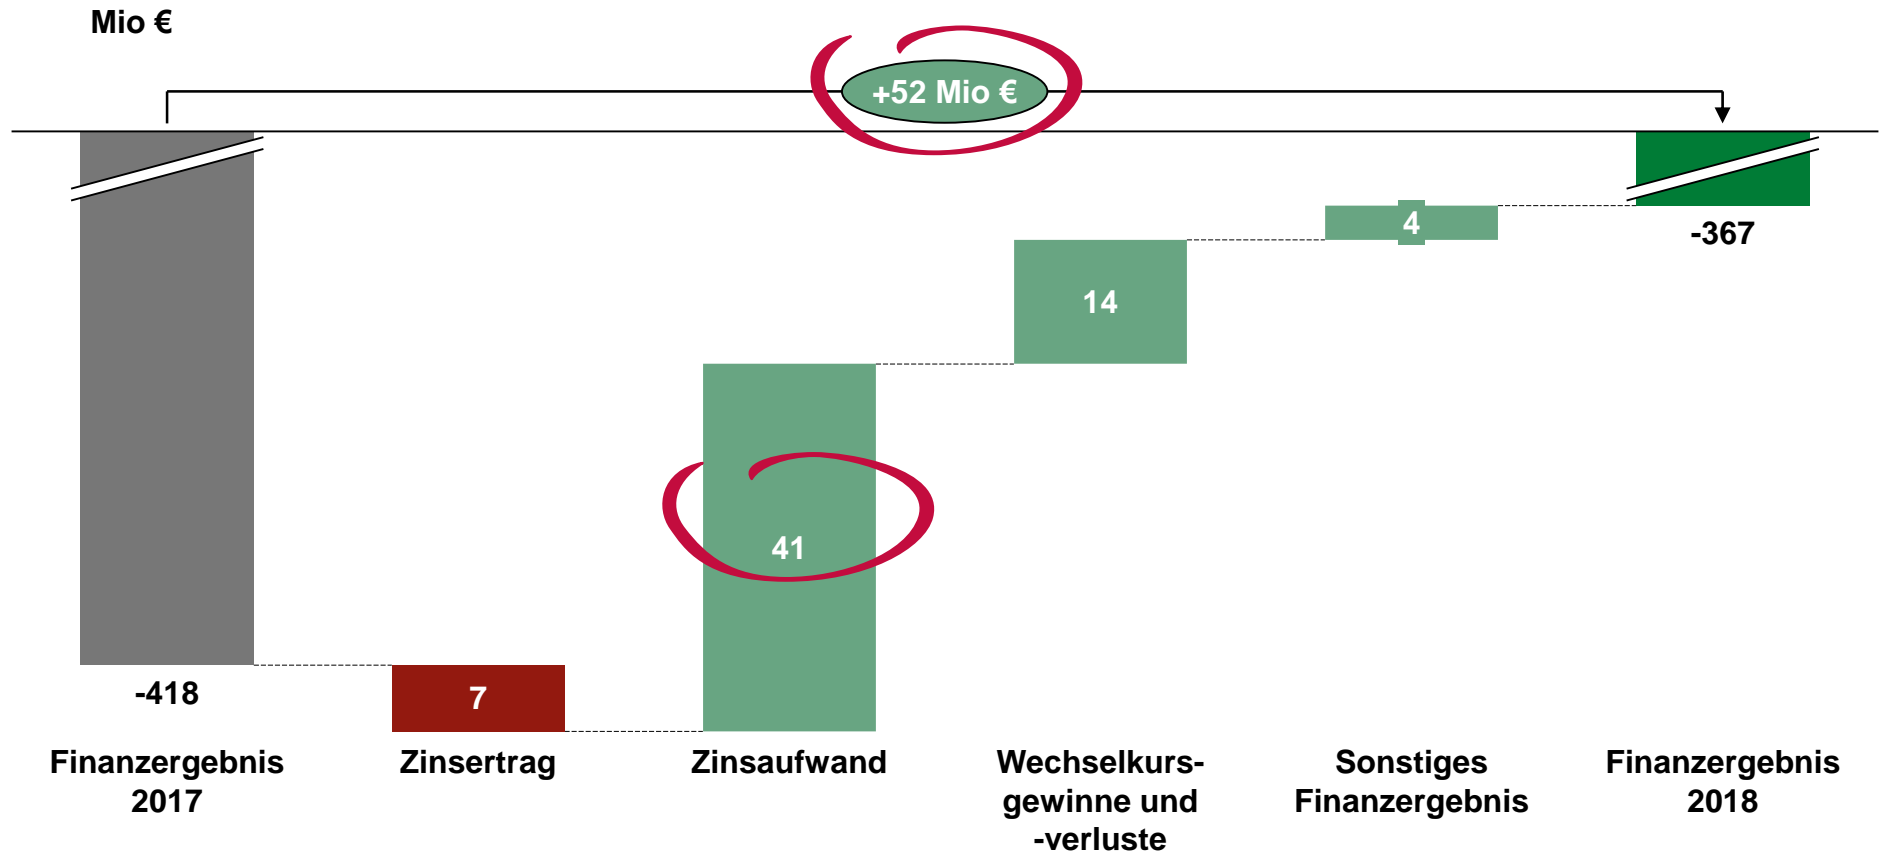 Mio €
+52 Mio €
4
-367
14
41
-418
7
Finanzergebnis
2017
Zinsertrag
Zinsaufwand
Wechselkurs-
gewinne und
-verluste
Sonstiges
Finanzergebnis
Finanzergebnis
2018